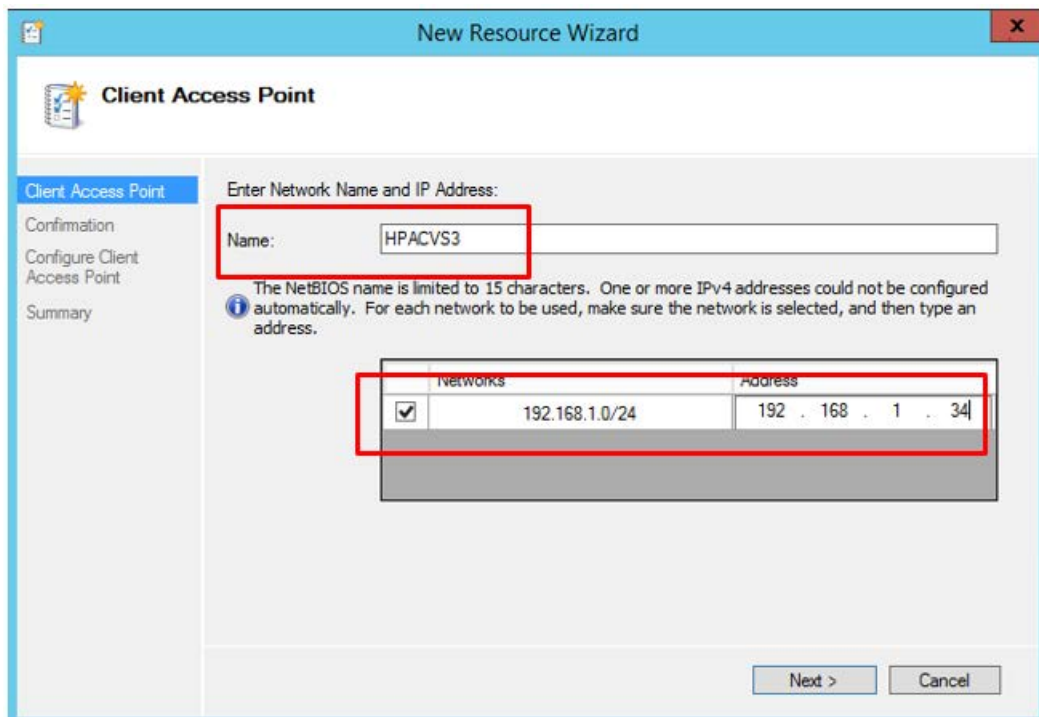 New Resource Wizard
x
Client Access Point
Client Access Point
Confirmation
Configure Client
Access Point
Summary
Enter Network Name and IP Address:
Name:
HPACVS3
The NetBIOS name is limited to 15 characters. One or more IPv4 addresses could not be configured
automatically. For each network to be used, make sure the network is selected, and then type an
address.
Networks Address
192.168.1.0/24 192 . 168 . 1 . 34
Next > Cancel